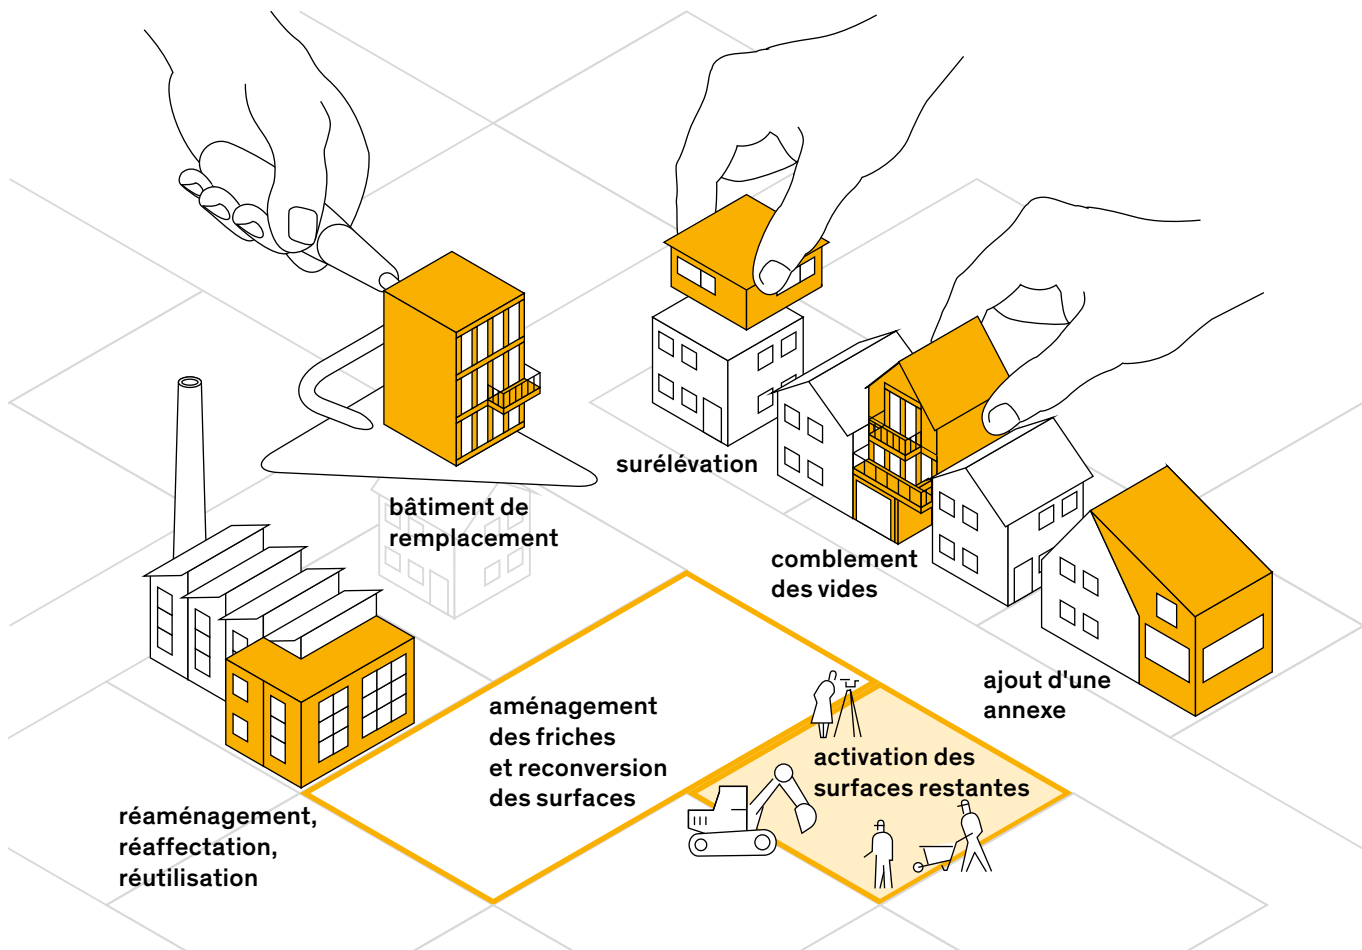 surélévation
bâtiment de
remplacement
comblement
des vides
ajout d'une
annexe
aménagement
des friches
et reconversion
des surfaces
activation des
surfaces restantes
réaménagement,
réaffectation,
réutilisation